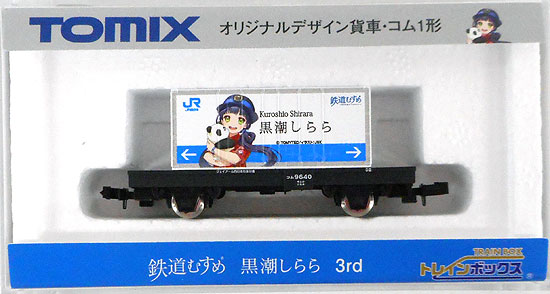 TOMIX
オリジナルデザイン貨車・コム1形
JR
鉄道むすめ
Kuroshio Shirara
黒潮しらら
コム9640
鉄道むすめ 黒潮しらら 3rd
TRAIN BOX
トレインボックス